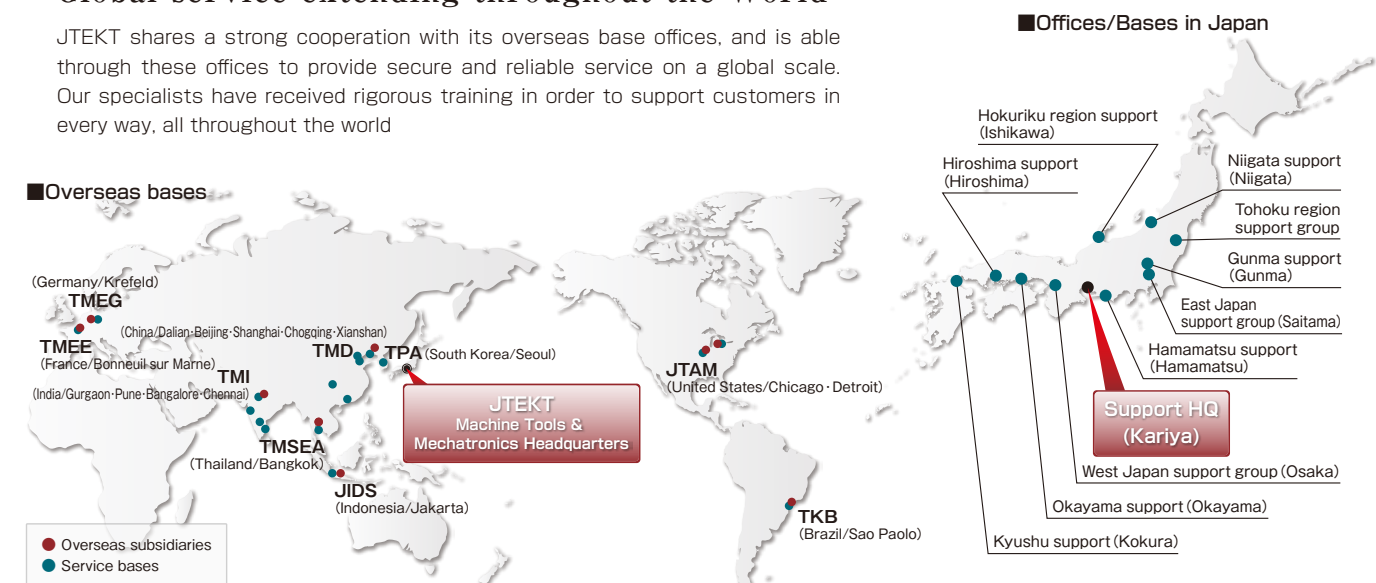 Global service extending throughout the World
JTEKT shares a strong cooperation with its overseas base offices, and is able
through these offices to provide secure and reliable service on a global scale.
Our specialists have received rigorous training in order to support customers in
every way, all throughout the world
■Overseas bases
(Germany/Krefeld)
TMEG
TMEE
(France/Bonneuil sur Marne)
(China/Dalian·Beijing·Shanghai·Chogqing·Xianshan)
TMD
TPA (South Korea/Seoul)
TMI
(India/Gurgaon·Pune·Bangalore·Chennai)
JTEKT
Machine Tools &
Mechatronics Headquarters
TMSEA
(Thailand/Bangkok)
JIDS
(Indonesia/Jakarta)
JTAM
(United States/Chicago·Detroit)
TKB
(Brazil/Sao Paolo)
● Overseas subsidiaries
● Service bases
■Offices/Bases in Japan
Hokuriku region support
(Ishikawa)
Hiroshima support
(Hiroshima)
Niigata support
(Niigata)
Tohoku region
support group
Gunma support
(Gunma)
East Japan
support group (Saitama)
Hamamatsu support
(Hamamatsu)
Support HQ
(Kariya)
West Japan support group (Osaka)
Okayama support (Okayama)
Kyushu support (Kokura)